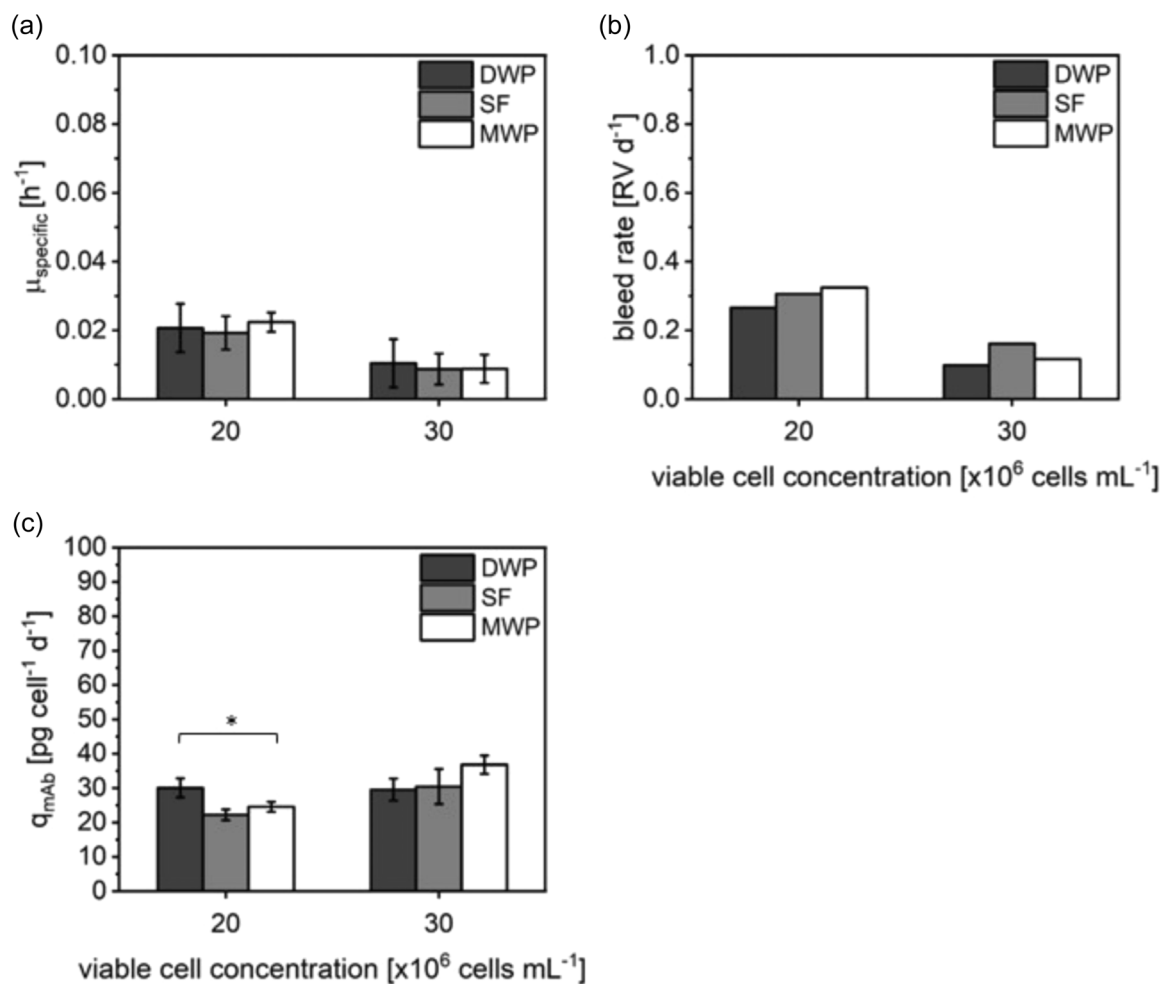 (a)
0.10
0.08
0.06
0.04
0.02
0.00
μspecific [h-1]
DWP
SF
MWP
20
30
(b)
1.0
0.8
0.6
0.4
0.2
0.0
bleed rate [RV d-1]
DWP
SF
MWP
20
30
viable cell concentration [x106 cells mL-1]
(c)
100
90
80
70
60
50
40
30
20
10
0
qmAb [pg cell-1 d-1]
DWP
SF
MWP
*
20
30
viable cell concentration [x106 cells mL-1]